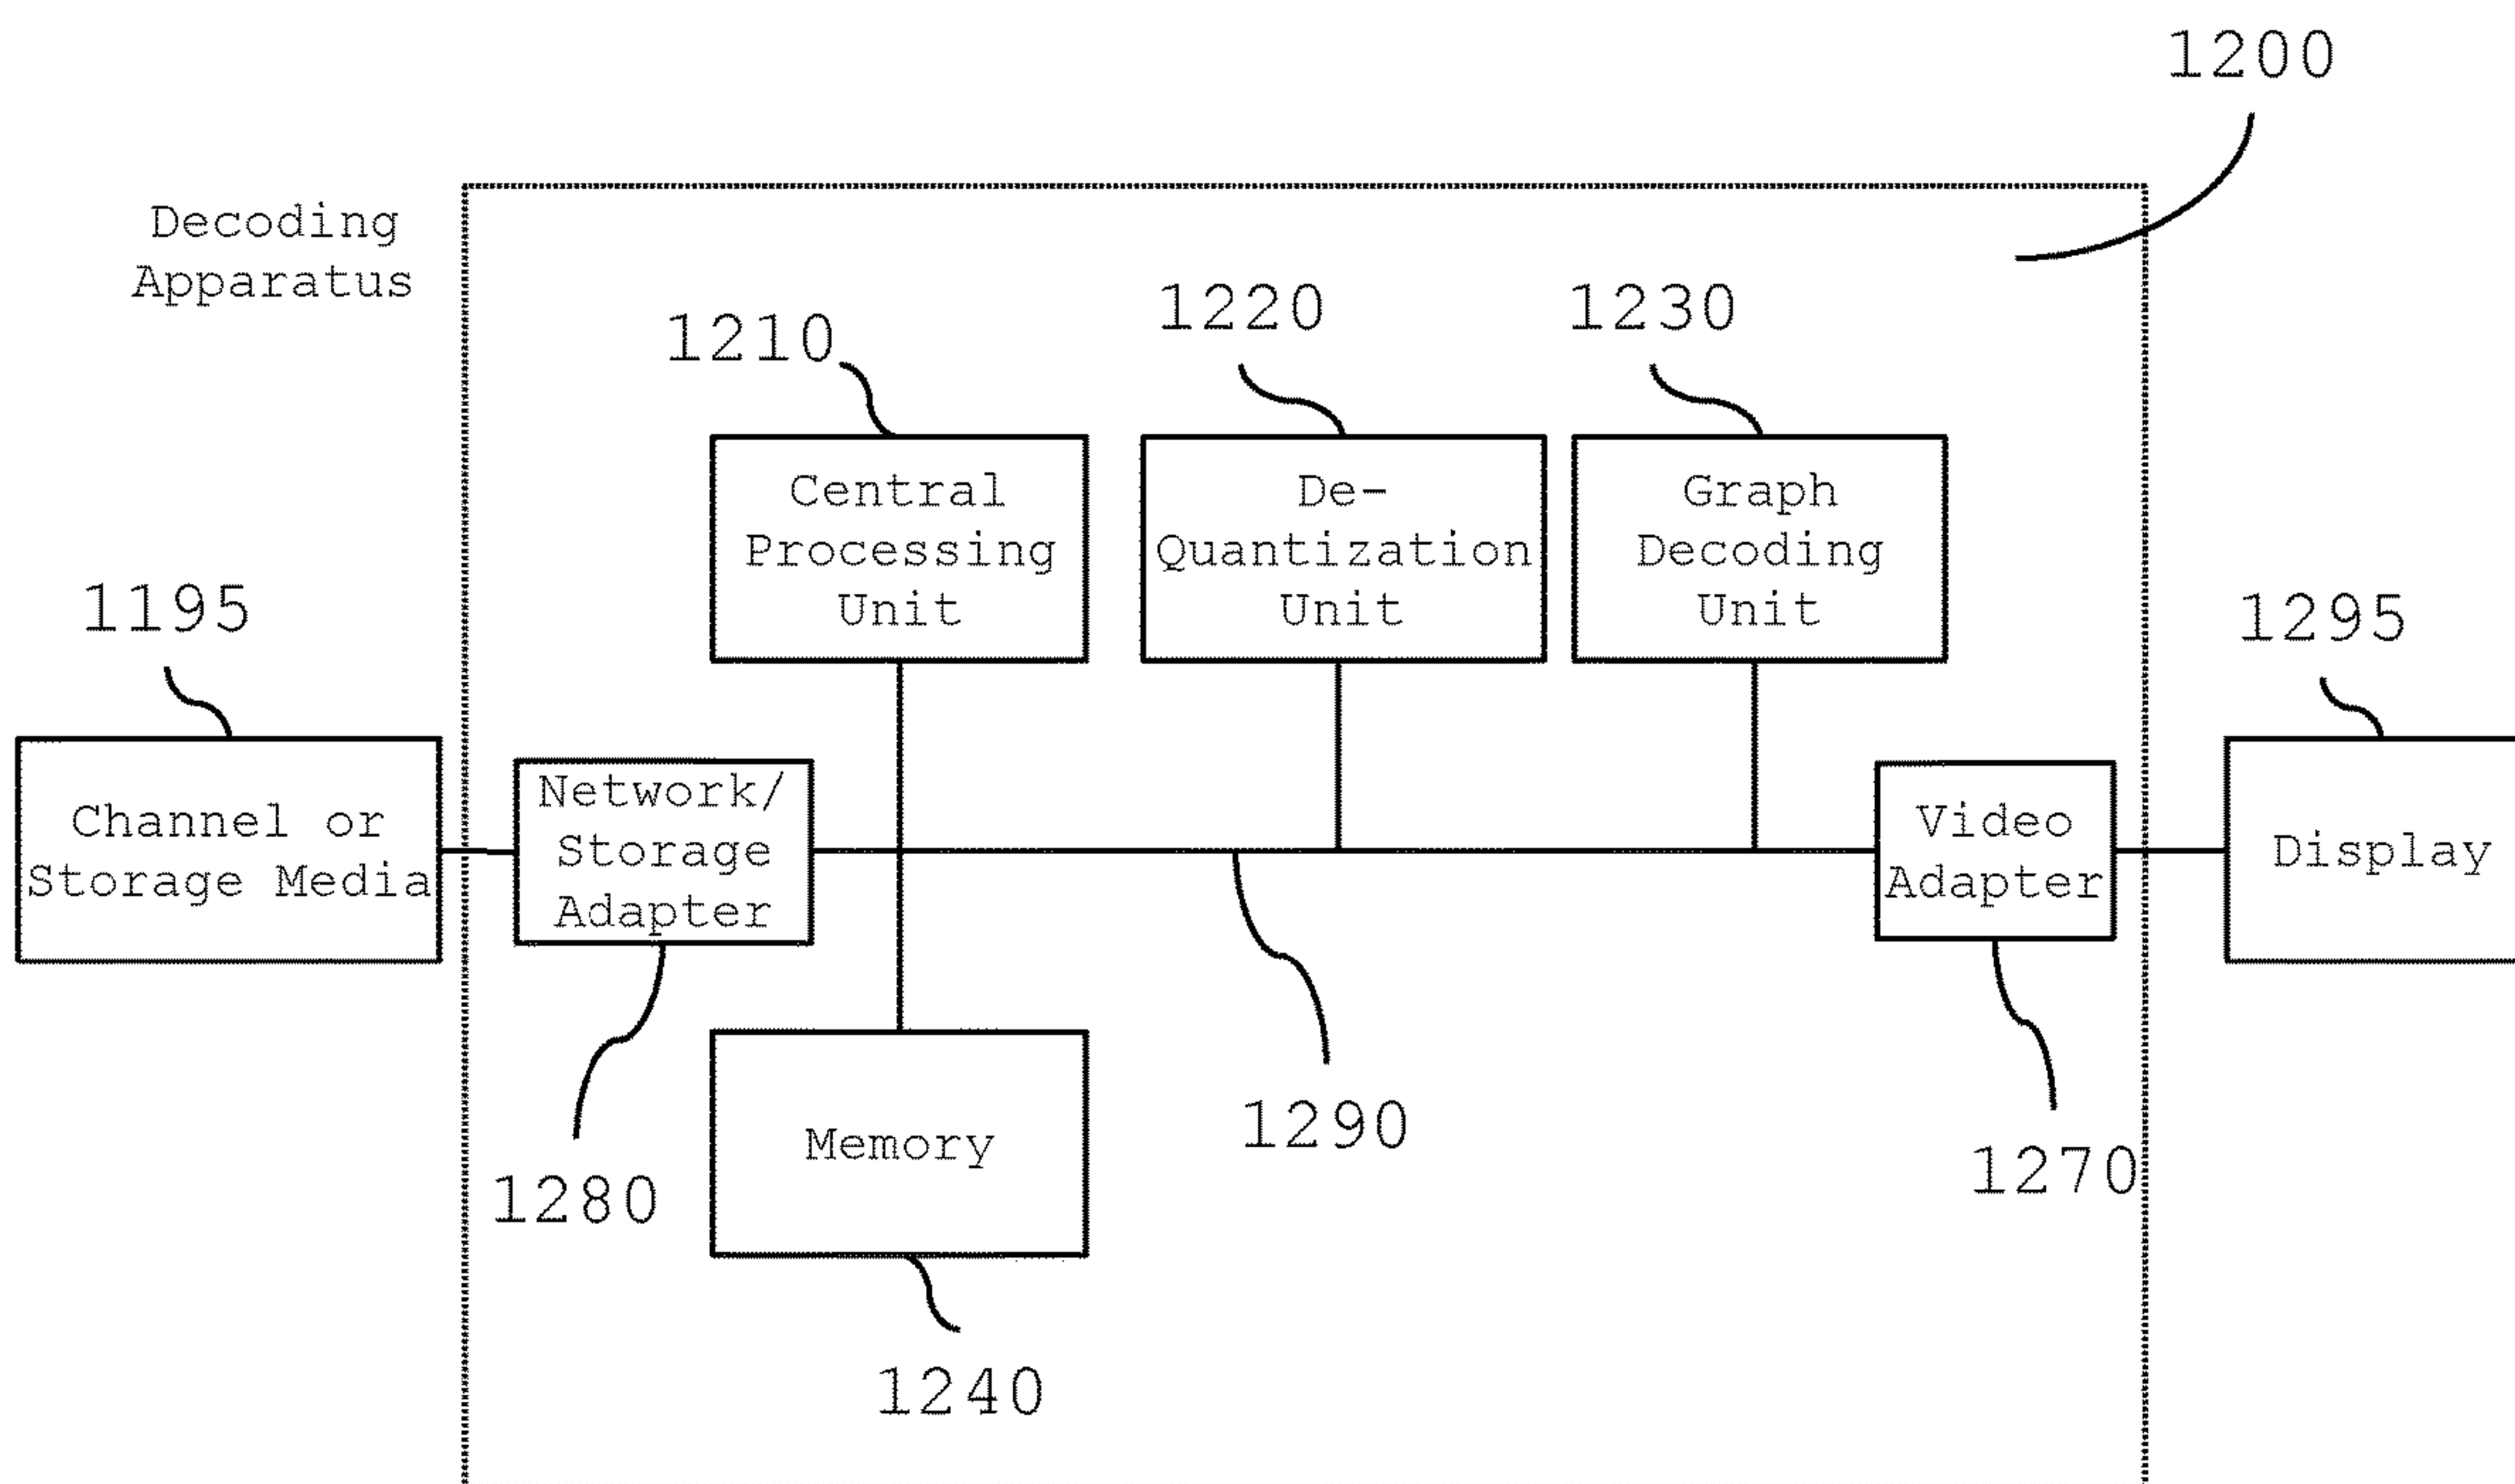 1200
Decoding
Apparatus
1210
1220
1230
Central
Processing
Unit
De-
Quantization
Unit
Graph
Decoding
Unit
1195
1295
Channel or
Storage Media
Network/
Storage
Adapter
Video
Adapter
Display
1280
Memory
1290
1270
1240